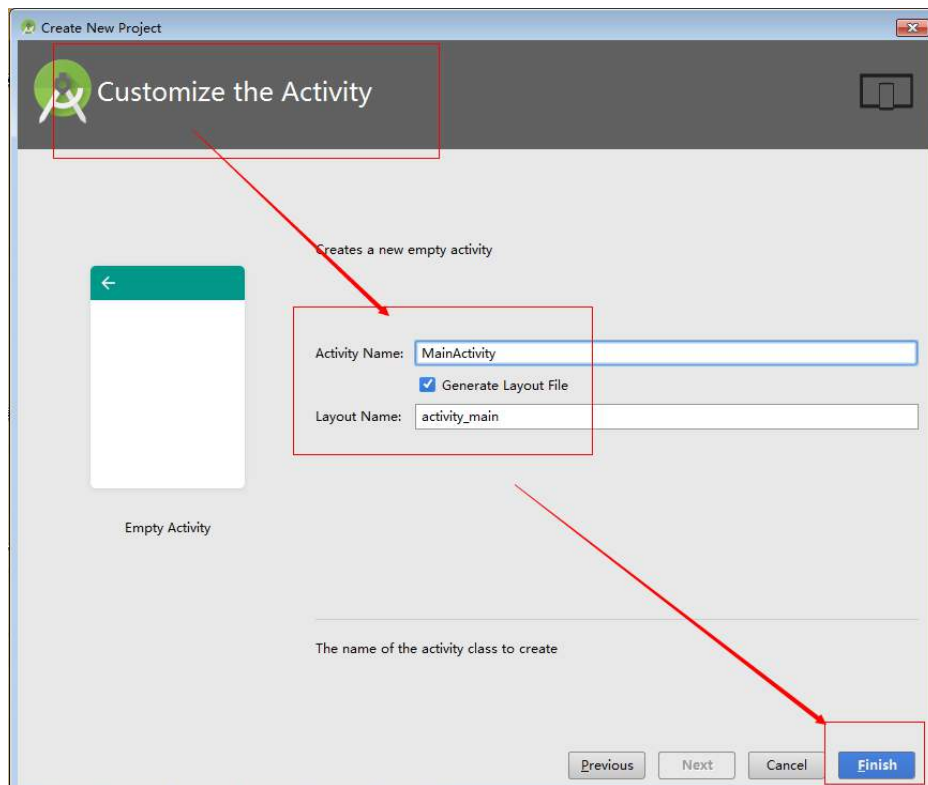 Create New Project
Customize the Activity
Creates a new empty activity
Activity Name: MainActivity
Generate Layout File
Layout Name: activity_main
Empty Activity
The name of the activity class to create
Previous Next Cancel Finish